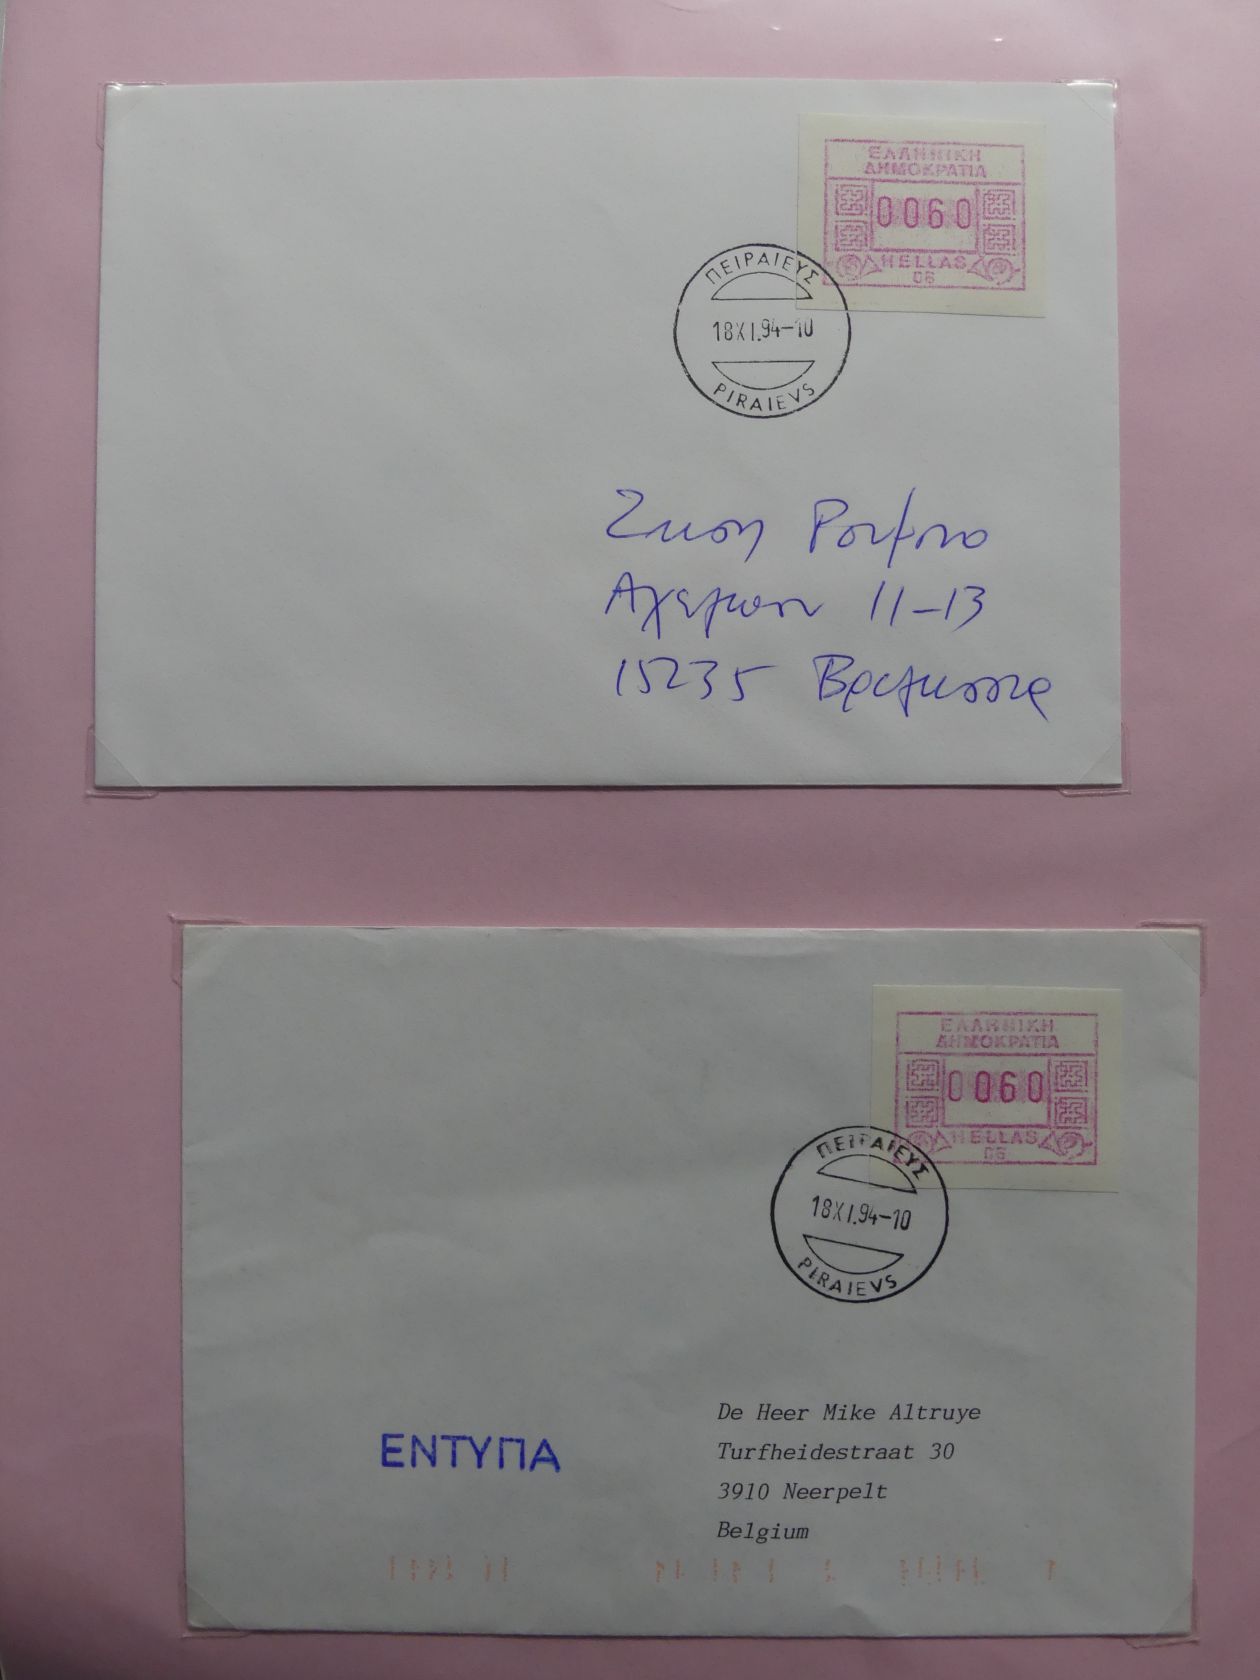 ΕΛΛΗΝΙΚΗ
ΔΗΜΟΚΡΑΤΙΑ
0060
HELLAS
06
ΠΕΙΡΑΙΕΥΣ
18XI.94-10
PIRAIEVS
11-13
15235
ΕΛΛΗΝΙΚΗ
ΔΗΜΟΚΡΑΤΙΑ
0060
HELLAS
06
ΠΕΙΡΑΙΕΥΣ
18XI.94-10
PIRAIEVS
De Heer Mike Altruye
Turfheidestraat 30
ΕΝΤΥΠΑ
3910 Neerpelt
Belgium